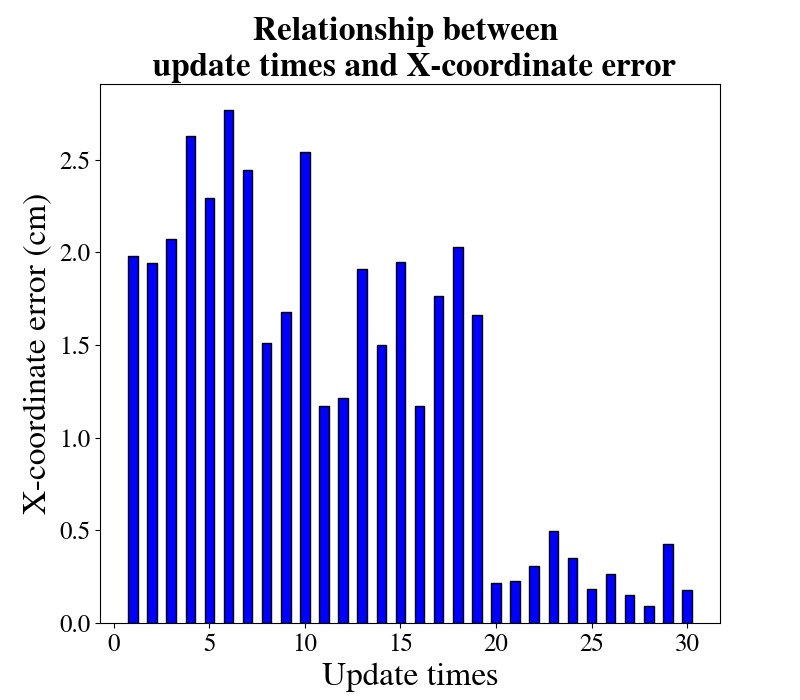 Relationship between
update times and X-coordinate error
X-coordinate error (cm)
2.5
2.0
1.5
1.0
0.5
0.0
0 5 10 15 20 25 30
Update times